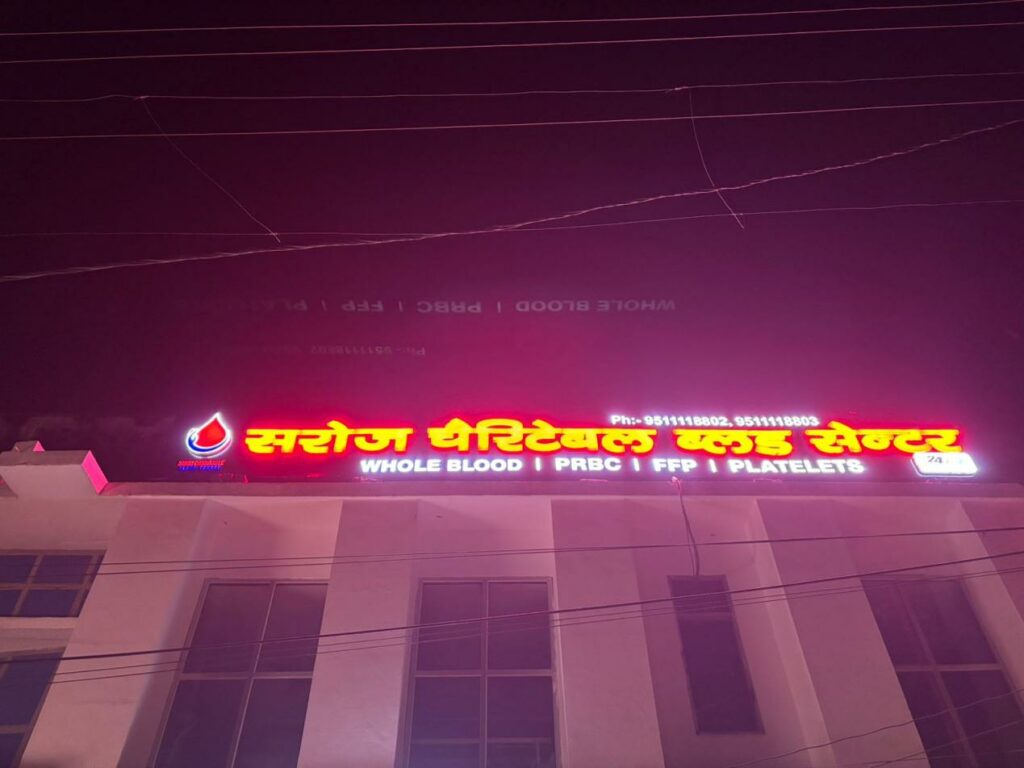 Ph:- 9511118802, 9511118803
सरोज चैरिटेबल ब्लड सेन्टर
WHOLE BLOOD | PRBC | FFP | PLATELETS